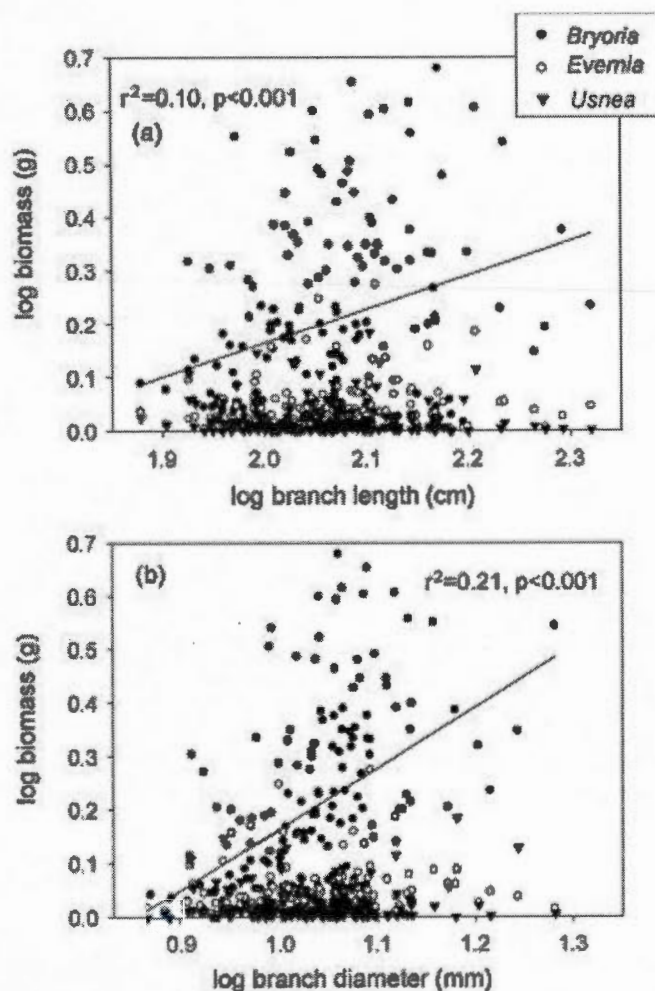 Bryoria
Evernia
Usnea
r²=0.10, p<0.001
(a)
0.7
0.6
0.5
0.4
0.3
0.2
0.1
0.0
log biomass (g)
1.9 2.0 2.1 2.2 2.3
log branch length (cm)
(b)
r²=0.21, p<0.001
0.7
0.6
0.5
0.4
0.3
0.2
0.1
0.0
log biomass (g)
0.9 1.0 1.1 1.2 1.3
log branch diameter (mm)